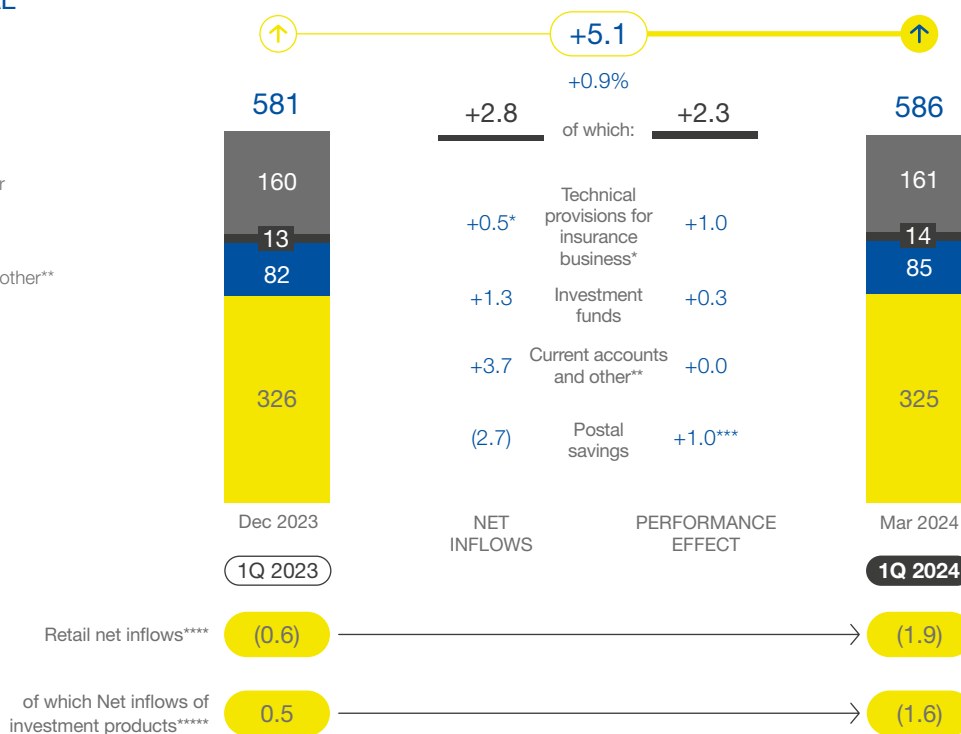 +5.1
+0.9%
581
+2.8
of which:
+2.3
586
160
161
13
14
other**
82
85
Technical
provisions for
insurance
business*
+0.5*
+1.0
+1.3
Investment
funds
+0.3
+3.7
Current accounts
and other**
+0.0
326
325
(2.7)
Postal
savings
+1.0***
Dec 2023
NET
INFLOWS
PERFORMANCE
EFFECT
Mar 2024
1Q 2023
1Q 2024
Retail net inflows****
(0.6)
(1.9)
of which Net inflows of
investment products*****
0.5
(1.6)